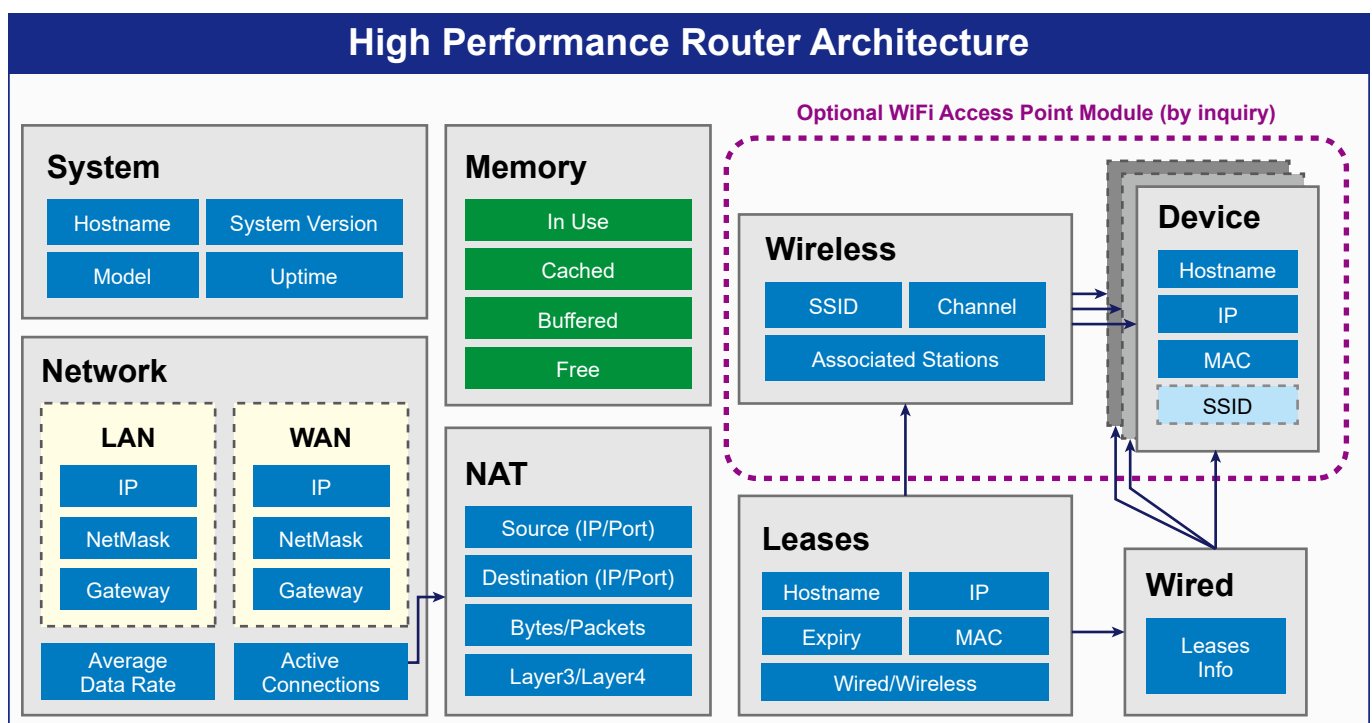 High Performance Router Architecture
System
Hostname
System Version
Model
Uptime
Network
LAN
IP
NetMask
Gateway
WAN
IP
NetMask
Gateway
Average
Data Rate
Active
Connections
Memory
In Use
Cached
Buffered
Free
NAT
Source (IP/Port)
Destination (IP/Port)
Bytes/Packets
Layer3/Layer4
Optional WiFi Access Point Module (by inquiry)
Wireless
SSID
Channel
Associated Stations
Device
Hostname
IP
MAC
SSID
Leases
Hostname
IP
Expiry
MAC
Wired/Wireless
Wired
Leases
Info